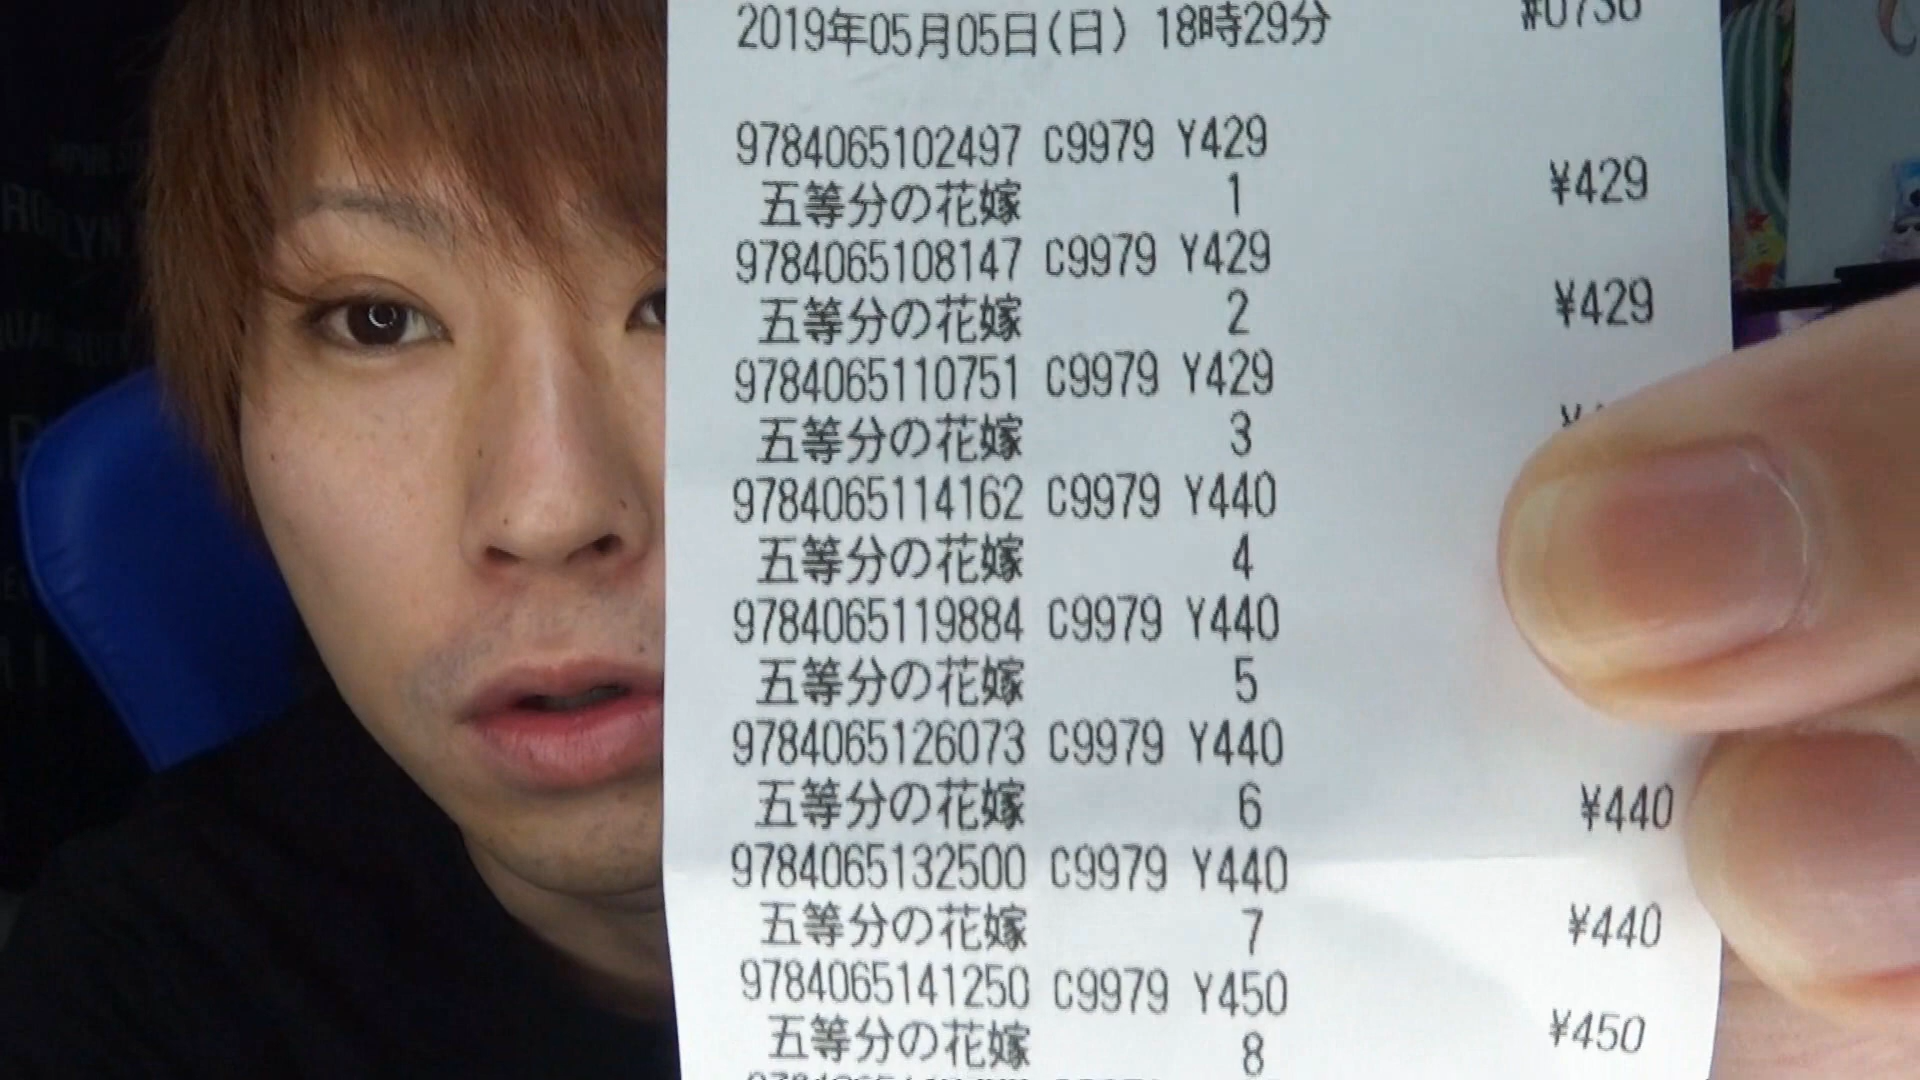 2019年05月05日(日) 18時29分 #0736
9784065102497 C9979 Y429
五等分の花嫁 1 ¥429
9784065108147 C9979 Y429
五等分の花嫁 2 ¥429
9784065110751 C9979 Y429
五等分の花嫁 3
9784065114162 C9979 Y440
五等分の花嫁 4
9784065119884 C9979 Y440
五等分の花嫁 5
9784065126073 C9979 Y440
五等分の花嫁 6 ¥440
9784065132500 C9979 Y440
五等分の花嫁 7 ¥440
9784065141250 C9979 Y450
五等分の花嫁 8 ¥450